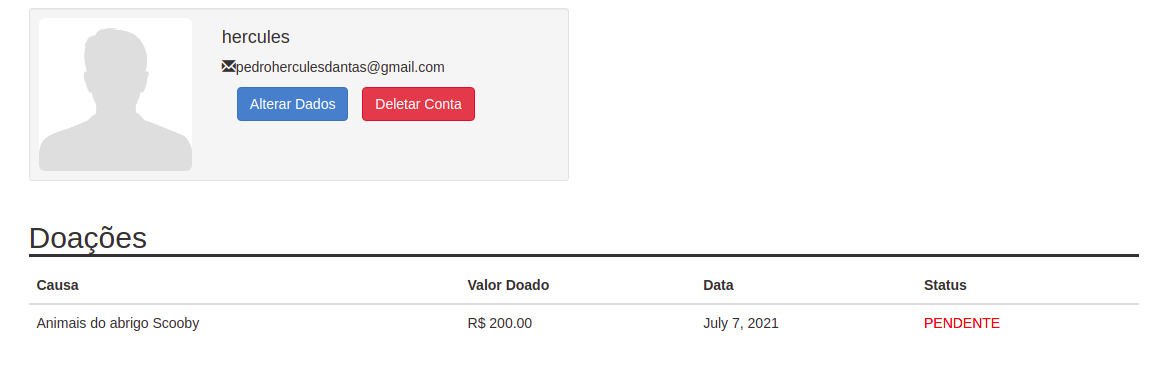 hercules
pedroherculesdantas@gmail.com
Alterar Dados Deletar Conta
Doações
Causa Valor Doado Data Status
Animais do abrigo Scooby R$ 200.00 July 7, 2021 PENDENTE